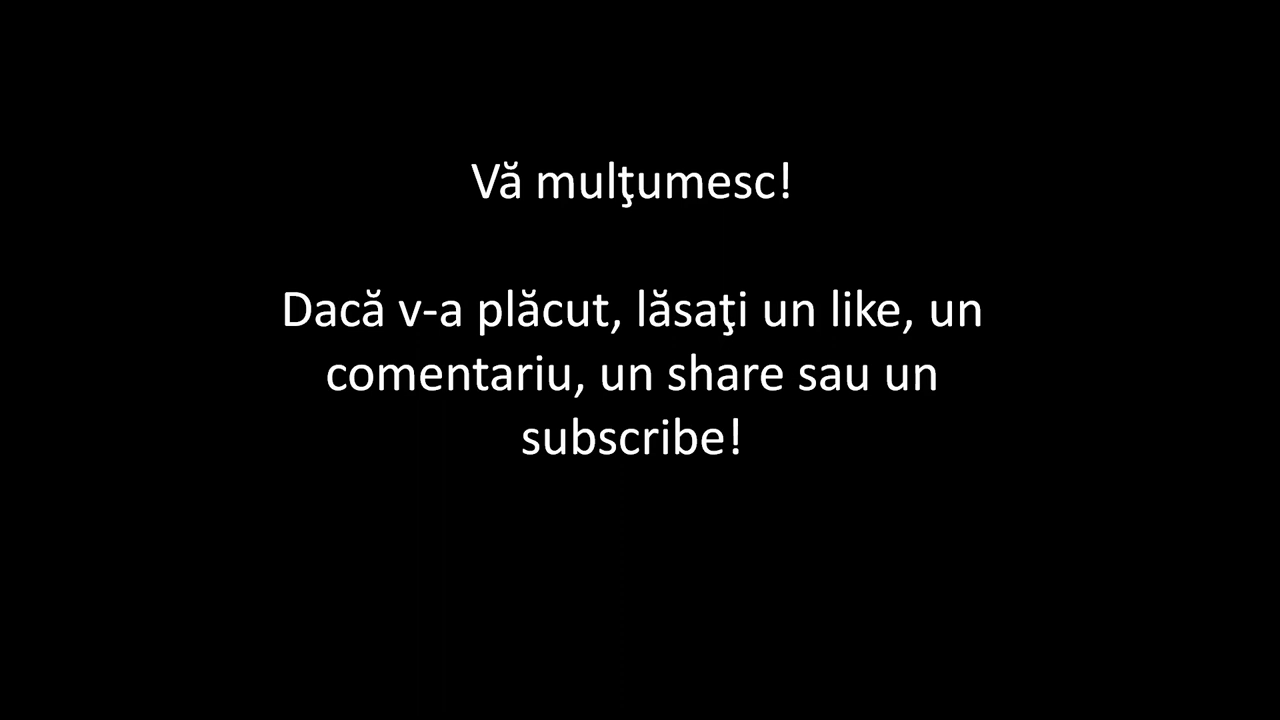 Vă mulţumesc!
Dacă v-a plăcut, lăsaţi un like, un
comentariu, un share sau un
subscribe!